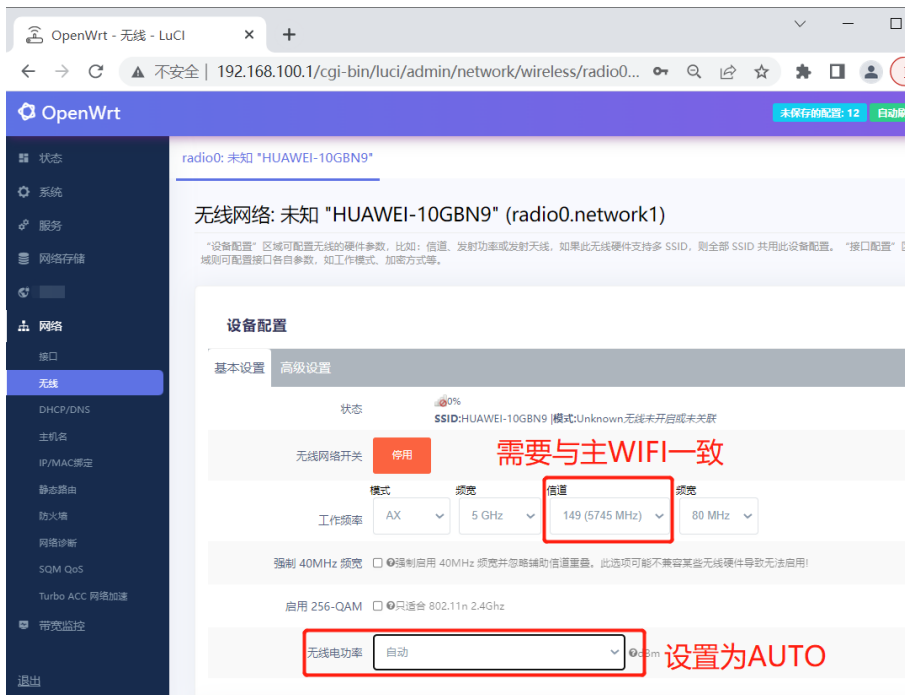 OpenWrt - 无线 - LuCI
不安全 | 192.168.100.1/cgi-bin/luci/admin/network/wireless/radio0...
OpenWrt
未保存的配置: 12
状态
系统
服务
网络存储
网络
接口
无线
DHCP/DNS
主机名
IP/MAC绑定
静态路由
防火墙
网络诊断
SQM QoS
Turbo ACC 网络加速
带宽监控
退出
radio0: 未知 "HUAWEI-10GBN9"
无线网络: 未知 "HUAWEI-10GBN9" (radio0.network1)
“设备配置” 区域可配置无线的硬件参数，比如：信道、发射功率或发射天线，如果此无线硬件支持多 SSID，则全部 SSID 共用此设备配置。 “接口配置”
域则可配置接口各自参数，如工作模式、加密方式等。
设备配置
基本设置 高级设置
状态
0%
SSID:HUAWEI-10GBN9 |模式:Unknown无线未开启或未关联
无线网络开关 停用
需要与主WIFI一致
模式 频宽 信道 频宽
工作频率 AX 5 GHz 149 (5745 MHz) 80 MHz
强制 40MHz 频宽 强制启用 40MHz 频宽并忽略辅助信道重叠。此选项可能不兼容某些无线硬件导致无法启用!
启用 256-QAM 只适合 802.11n 2.4Ghz
无线电功率 自动 dBm
设置为AUTO